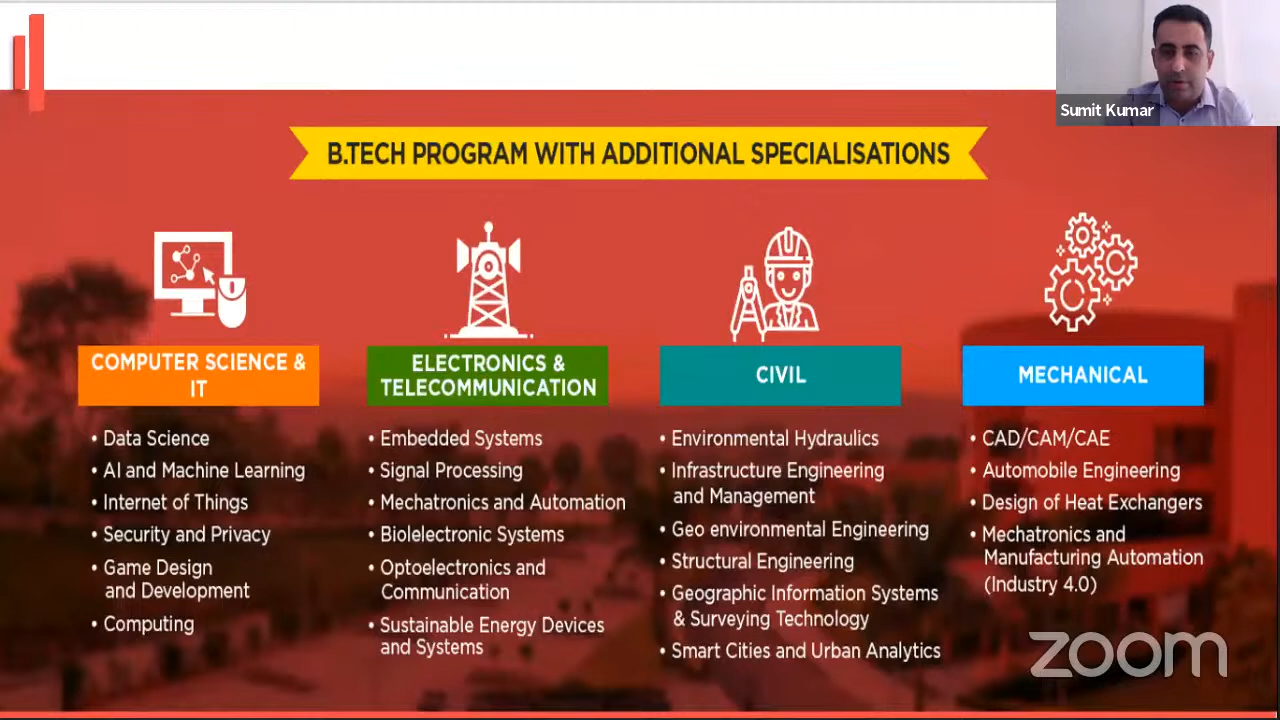 Sumit Kumar
B.TECH PROGRAM WITH ADDITIONAL SPECIALISATIONS
COMPUTER SCIENCE &
IT
• Data Science
• AI and Machine Learning
• Internet of Things
• Security and Privacy
• Game Design
and Development
• Computing
ELECTRONICS &
TELECOMMUNICATION
• Embedded Systems
• Signal Processing
• Mechatronics and Automation
• Biolelectronic Systems
• Optoelectronics and
Communication
• Sustainable Energy Devices
and Systems
CIVIL
• Environmental Hydraulics
• Infrastructure Engineering
and Management
• Geo environmental Engineering
• Structural Engineering
• Geographic Information Systems
& Surveying Technology
• Smart Cities and Urban Analytics
MECHANICAL
• CAD/CAM/CAE
• Automobile Engineering
• Design of Heat Exchangers
• Mechatronics and
Manufacturing Automation
(Industry 4.0)
zoom